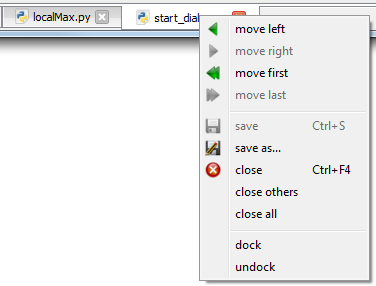 localMax.py
start_dia
move left
move right
move first
move last
save Ctrl+S
save as...
close Ctrl+F4
close others
close all
dock
undock